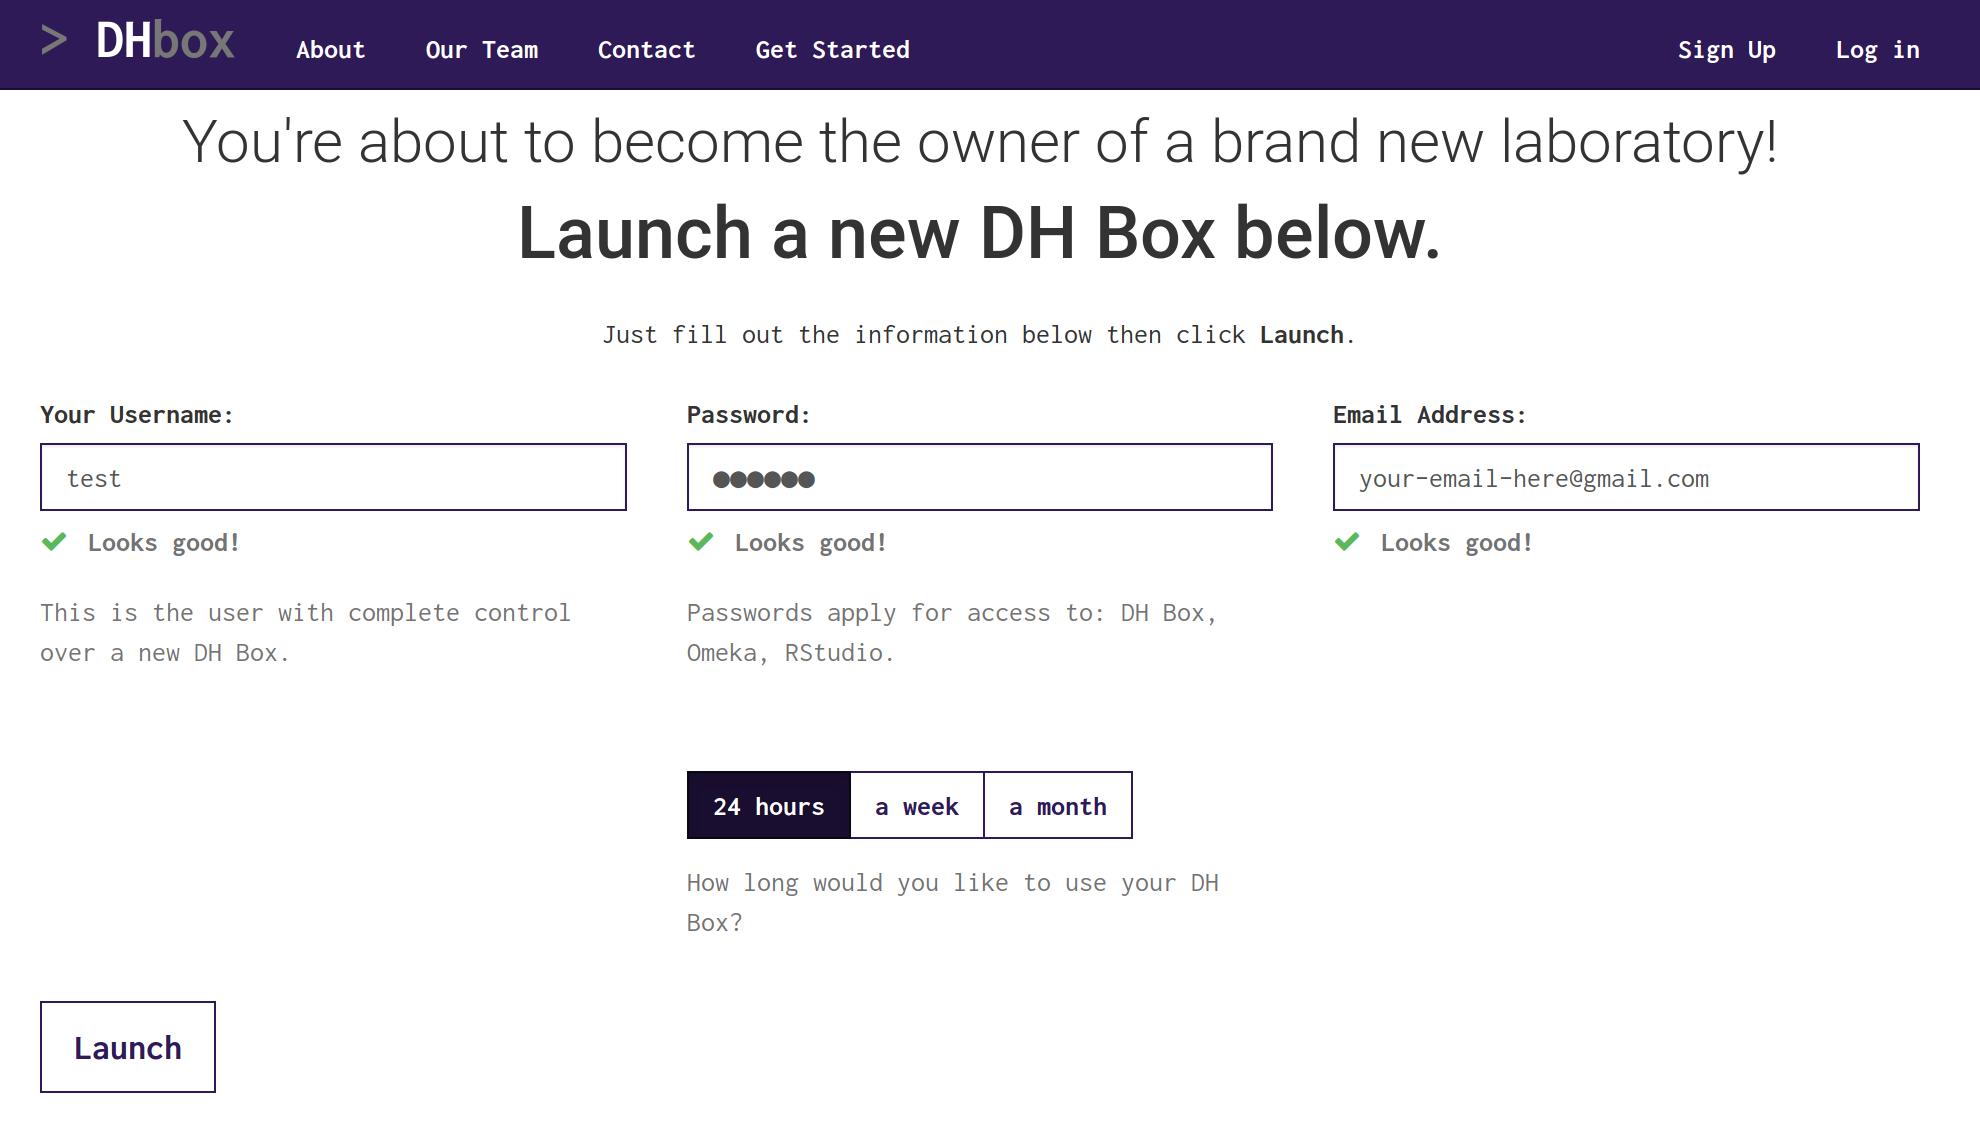 > DHbox About Our Team Contact Get Started Sign Up Log in
You're about to become the owner of a brand new laboratory!
Launch a new DH Box below.
Just fill out the information below then click Launch.
Your Username:
test
Looks good!
This is the user with complete control
over a new DH Box.
Password:
●●●●●●
Looks good!
Passwords apply for access to: DH Box,
Omeka, RStudio.
Email Address:
your-email-here@gmail.com
Looks good!
24 hours a week a month
How long would you like to use your DH
Box?
Launch